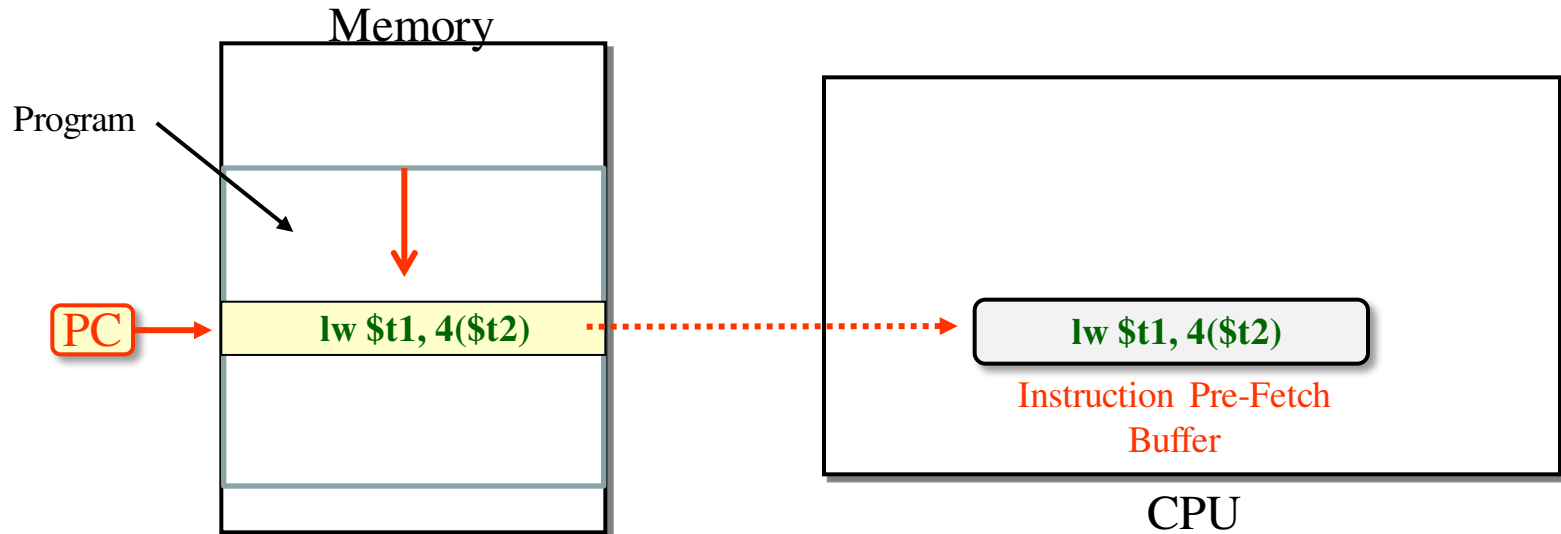 Memory
Program
PC
lw $t1, 4($t2)
lw $t1, 4($t2)
Instruction Pre-Fetch
Buffer
CPU